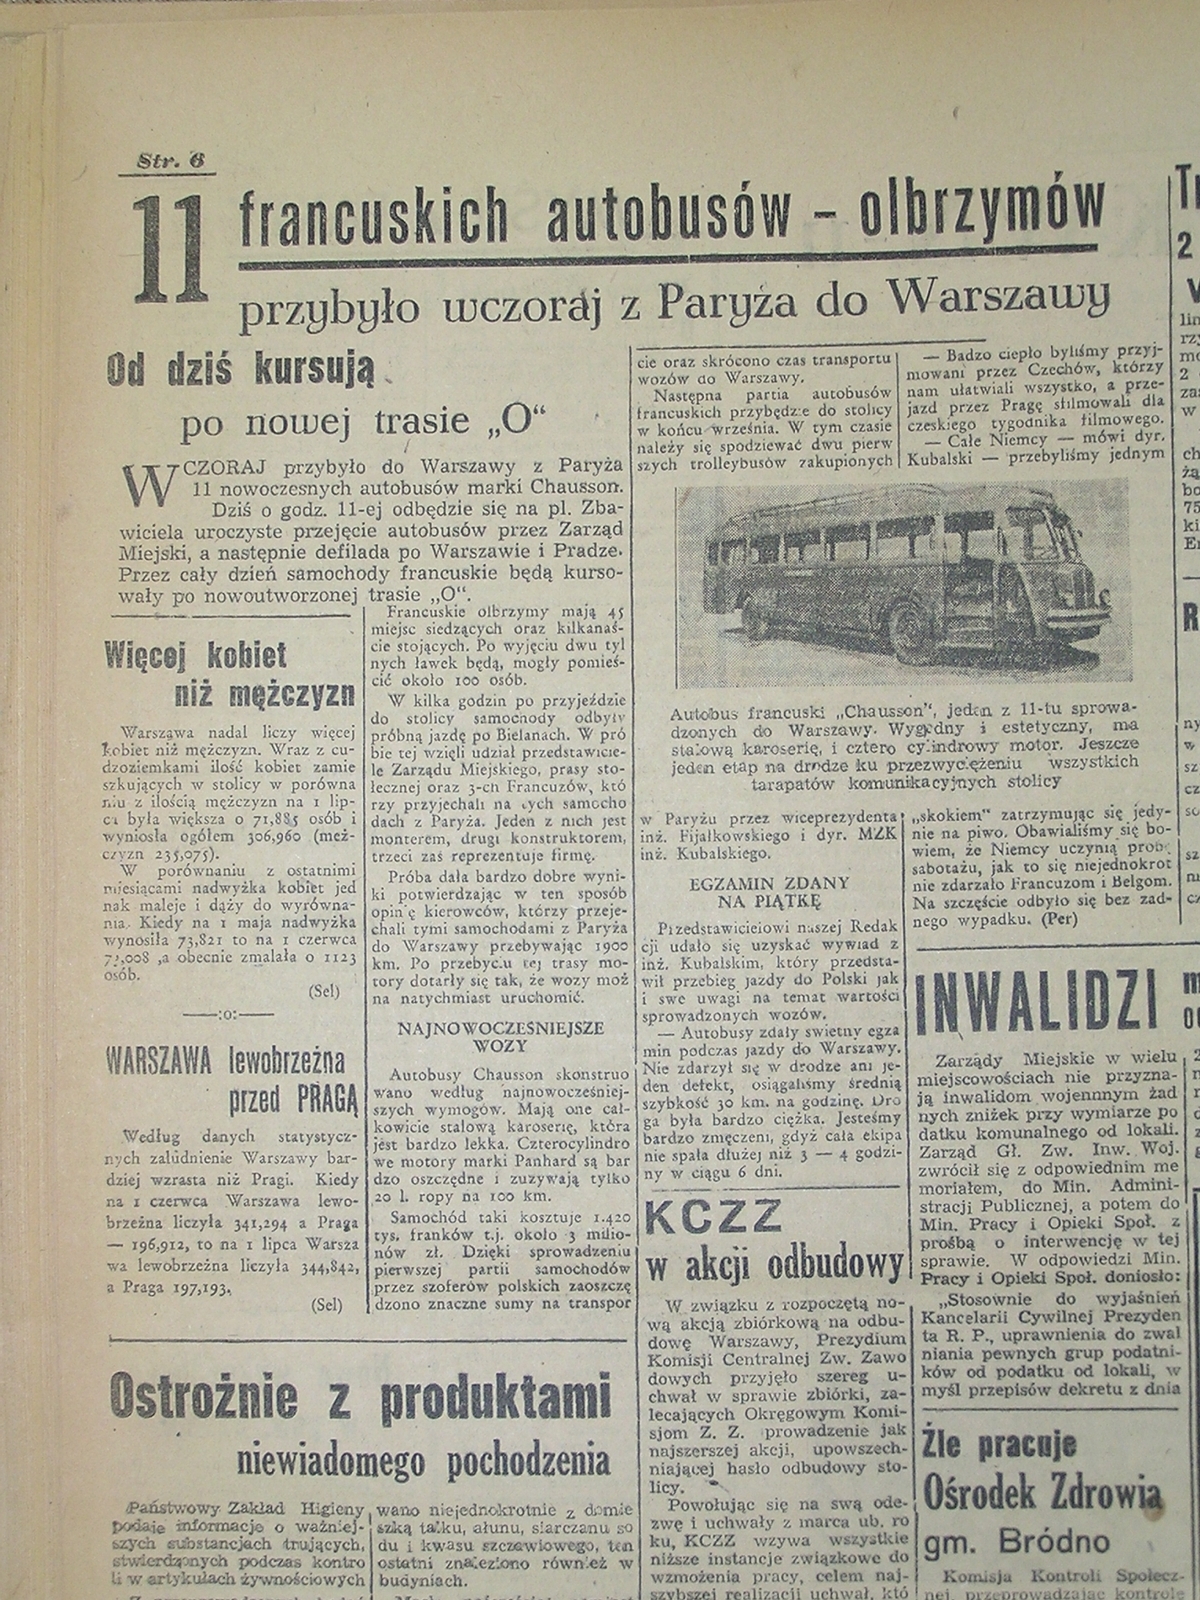 Str. 6
11 francuskich autobusów - olbrzymów
przybyło wczoraj z Paryża do Warszawy
Od dziś kursują
po nowej trasie „O“
WCZORAJ przybyło do Warszawy z Paryża
11 nowoczesnych autobusów marki Chausson.
Dziś o godz. 11-ej odbędzie się na pl. Zba-
wiciela uroczyste przejęcie autobusów przez Zarząd
Miejski, a następnie defilada po Warszawie i Pradze.
Przez cały dzień samochody francuskie będą kurso-
wały po nowoutworzonej trasie „O“.
Więcej kobiet
niż mężczyzn
Warszawa nadal liczy więcej
kobiet niż mężczyzn. Wraz z cu-
dzoziemkami ilość kobiet zamie
szkujących w stolicy w porówna
niu z ilością mężczyzn na 1 lip-
ca była większa o 71,885 osób i
wyniosła ogółem 306,960 (męż-
czyzn 235,075).
W porównaniu z ostatnimi
miesiącami nadwyżka kobiet jed
nak maleje i dąży do wyrówna-
nia. Kiedy na 1 maja nadwyżka
wynosiła 73,821 to na 1 czerwca
73,008 ,a obecnie zmalała o 1123
osób.
(Sel)
—:o:—
WARSZAWA lewobrzeżna
przed PRAGĄ
Według danych statystycz-
nych zaludnienie Warszawy bar-
dziej wzrasta niż Pragi. Kiedy
na 1 czerwca Warszawa lewo-
brzeżna liczyła 341,294 a Praga
— 196,912, to na 1 lipca Warsza
wa lewobrzeżna liczyła 344,842,
a Praga 197,193.
(Sel)
Francuskie olbrzymy mają 45
miejsc siedzących oraz kilkanaś-
cie stojących. Po wyjęciu dwu tyl
nych ławek będą, mogły pomieś-
cić około 100 osób.
W kilka godzin po przyjeździe
do stolicy samochody odbyły
próbną jazdę po Bielanach. W pró
bie tej wzięli udział przedstawicie-
le Zarządu Miejskiego, prasy sto-
łecznej oraz 3-ch Francuzów, któ
rzy przyjechali na tych samocho
dach z Paryża. Jeden z nich jest
monterem, drugi konstruktorem,
trzeci zaś reprezentuje firmę.
Próba dała bardzo dobre wyni-
ki potwierdzając w ten sposób
opinię kierowców, którzy przeje-
chali tymi samochodami z Paryża
do Warszawy przebywając 1900
km. Po przebyciu tej trasy mo-
tory dotarły się tak, że wozy moż
na natychmiast uruchomić.
NAJNOWOCZEŚNIEJSZE
WOZY
Autobusy Chausson skonstruo
wano według najnowocześniej-
szych wymogów. Mają one cał-
kowicie stalową karoserię, która
jest bardzo lekka. Czterocylindro
we motory marki Panhard są bar
dzo oszczędne i zużywają tylko
20 l. ropy na 100 km.
Samochód taki kosztuje 1.420
tys. franków t.j. około 3 milio-
nów zł. Dzięki sprowadzeniu
pierwszej partii samochodów
przez szoferów polskich zaoszczę
dzono znaczne sumy na transpor
cie oraz skrócono czas transportu
wozów do Warszawy.
Następna partia autobusów
francuskich przybędzie do stolicy
w końcu września. W tym czasie
należy się spodziewać dwu pierw
szych trolleybusów zakupionych
Autobus francuski „Chausson“, jeden z 11-tu sprowa-
dzonych do Warszawy. Wygodny i estetyczny, ma
stalową karoserię, i cztero cylindrowy motor. Jeszcze
jeden etap na drodze ku przezwyciężeniu wszystkich
tarapatów komunikacyjnych stolicy
w Paryżu przez wiceprezydenta
inż. Fijałkowskiego i dyr. MZK
inż. Kubalskiego.
EGZAMIN ZDANY
NA PIĄTKĘ
Przedstawicielowi naszej Redak
cji udało się uzyskać wywiad z
inż. Kubalskim, który przedsta-
wił przebieg jazdy do Polski jak
i swe uwagi na temat wartości
sprowadzonych wozów.
— Autobusy zdały świetny egza
min podczas jazdy do Warszawy.
Nie zdarzył się w drodze ani je-
den defekt, osiągaliśmy średnią
szybkość 30 km. na godzinę. Dro
ga była bardzo ciężka. Jesteśmy
bardzo zmęczeni, gdyż cała ekipa
nie spała dłużej niż 3 — 4 godzi-
ny w ciągu 6 dni.
— Badzo ciepło byliśmy przyj-
mowani przez Czechów, którzy
nam ułatwiali wszystko, a prze-
jazd przez Pragę sfilmowali dla
czeskiego tygodnika filmowego.
— Całe Niemcy — mówi dyr.
Kubalski — przebyliśmy jednym
„skokiem“ zatrzymując się jedy-
nie na piwo. Obawialiśmy się bo-
wiem, że Niemcy uczynią próbę
sabotażu, jak to się niejednokrot
nie zdarzało Francuzom i Belgom.
Na szczęście odbyło się bez żad-
nego wypadku. (Per)
KCZZ
w akcji odbudowy
W związku z rozpoczętą no-
wą akcją zbiórkową na odbu-
dowę Warszawy, Prezydium
Komisji Centralnej Zw. Zawo
dowych przyjęło szereg u-
chwał w sprawie zbiórki, za-
lecających Okręgowym Komi-
sjom Z. Z. prowadzenie jak
najszerszej akcji, upowszech-
niającej hasło odbudowy sto-
licy.
Powołując się na swą ode-
zwę i uchwały z marca ub. ro
ku, KCZZ wzywa wszystkie
niższe instancje związkowe do
wzmożenia pracy, celem naj-
szybszej realizacji uchwał, któ
INWALIDZI
Zarządy Miejskie w wielu
miejscowościach nie przyzna-
ją inwalidom wojennnym żad
nych zniżek przy wymiarze po
datku komunalnego od lokali.
Zarząd Gł. Zw. Inw. Woj.
zwrócił się z odpowiednim me
moriałem, do Min. Admini-
stracji Publicznej, a potem do
Min. Pracy i Opieki Społ. z
prośbą o interwencję w tej
sprawie. W odpowiedzi Min.
Pracy i Opieki Społ. doniosło:
„Stosownie do wyjaśnień
Kancelarii Cywilnej Prezyden
ta R. P., uprawnienia do zwal
niania pewnych grup podatni-
ków od podatku od lokali, w
myśl przepisów dekretu z dnia
Źle pracuje
Ośrodek Zdrowia
gm. Bródno
Komisja Kontroli Społecz-
nej, przeprowadzając kontrolę
Ostrożnie z produktami
niewiadomego pochodzenia
Państwowy Zakład Higieny
podaje informacje o ważniej-
szych substancjach trujących,
stwierdzonych podczas kontro
li w artykułach żywnościowych
wano niejednokrotnie z domie
szką talku, ałunu, siarczanu so
du i kwasu szczawiowego, ten
ostatni znaleziono również w
budyniach.